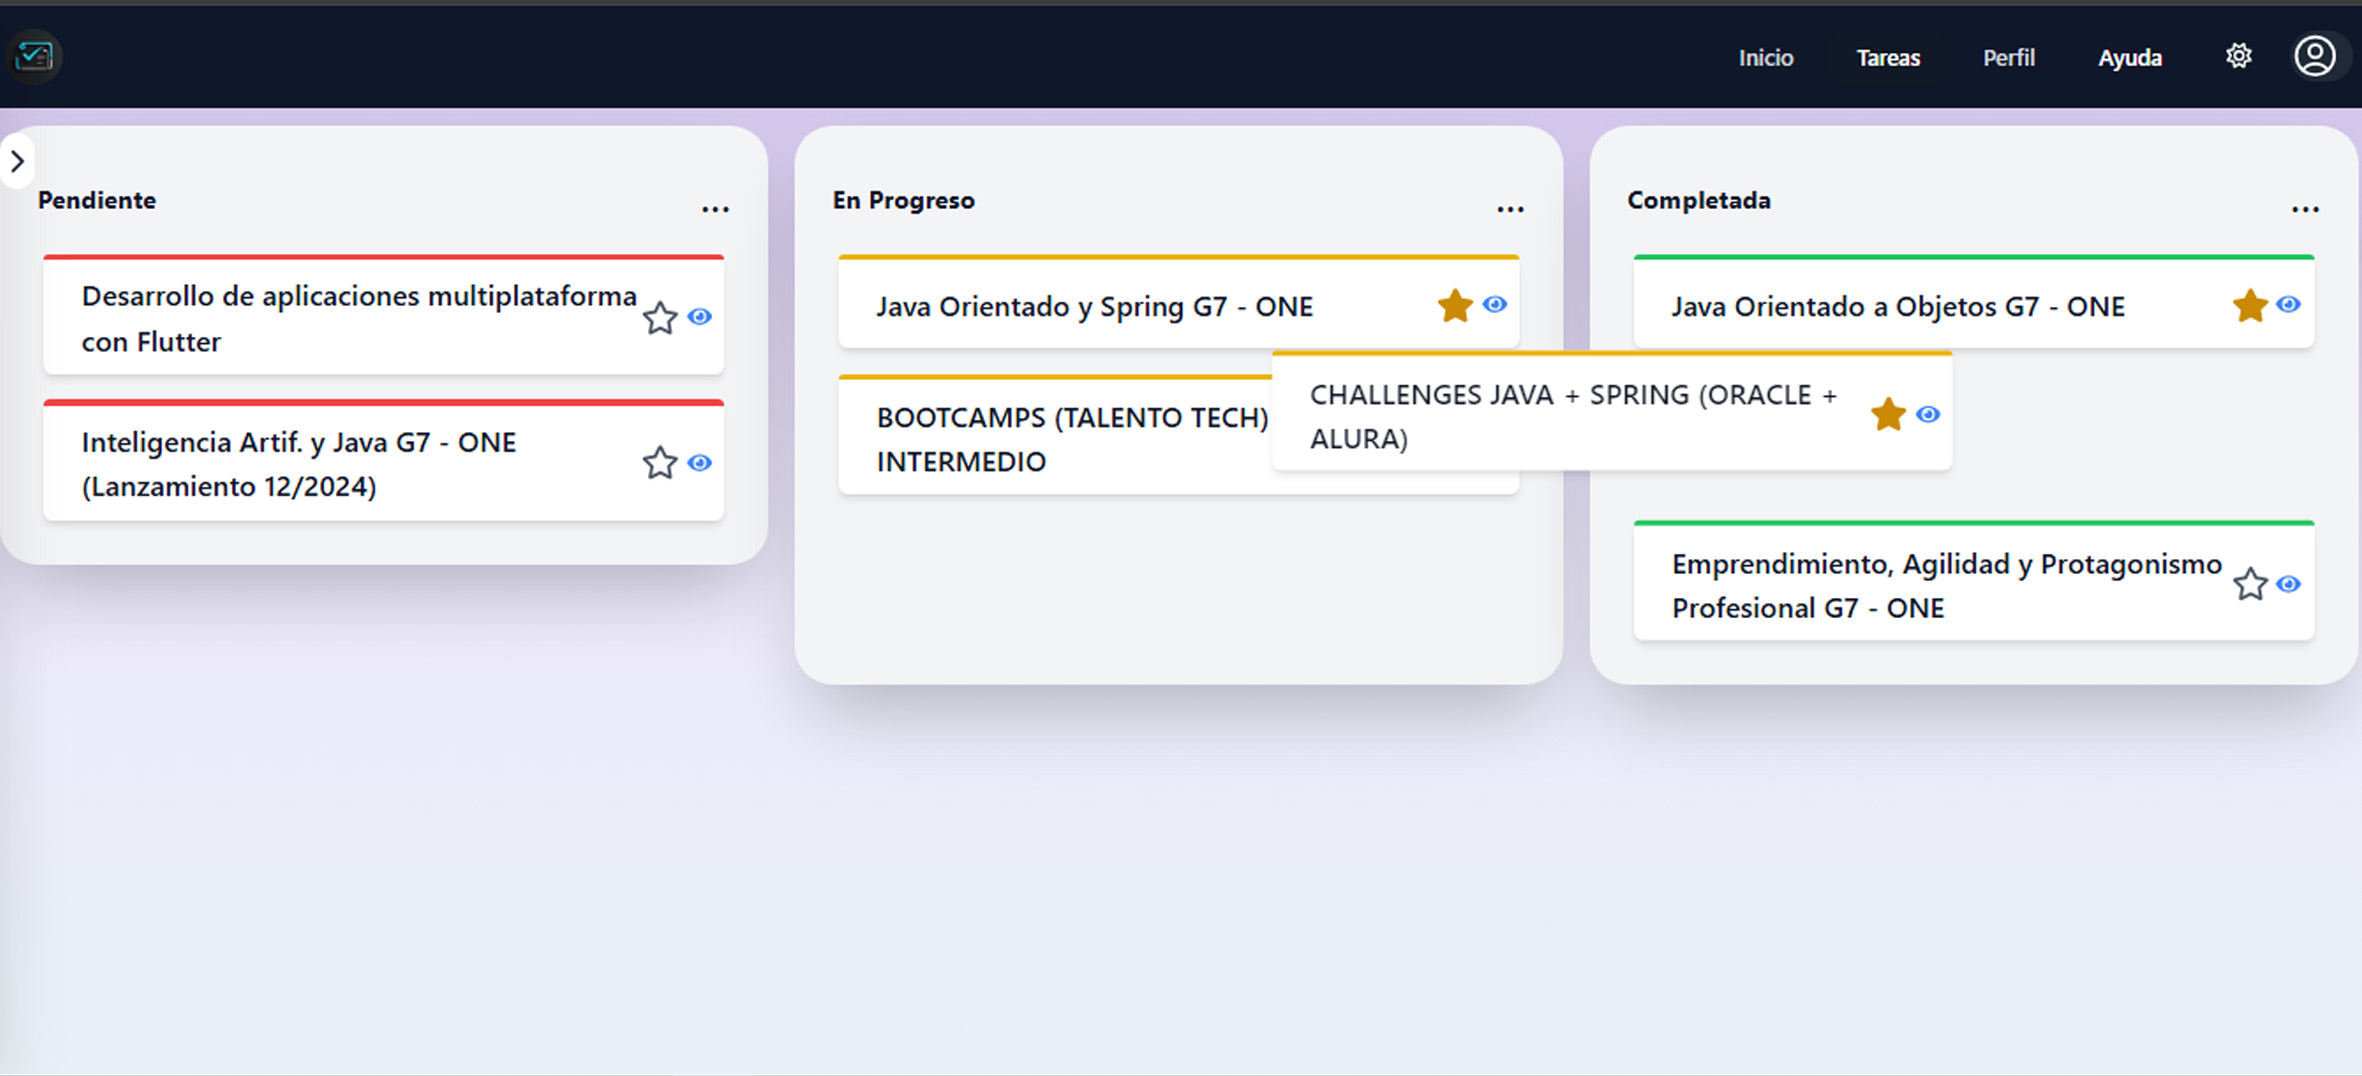 Inicio
Tareas
Perfil
Ayuda
Pendiente
...
Desarrollo de aplicaciones multiplataforma
con Flutter
Inteligencia Artif. y Java G7 - ONE
(Lanzamiento 12/2024)
En Progreso
...
Java Orientado y Spring G7 - ONE
BOOTCAMPS (TALENTO TECH)
INTERMEDIO
CHALLENGES JAVA + SPRING (ORACLE +
ALURA)
Completada
...
Java Orientado a Objetos G7 - ONE
Emprendimiento, Agilidad y Protagonismo
Profesional G7 - ONE